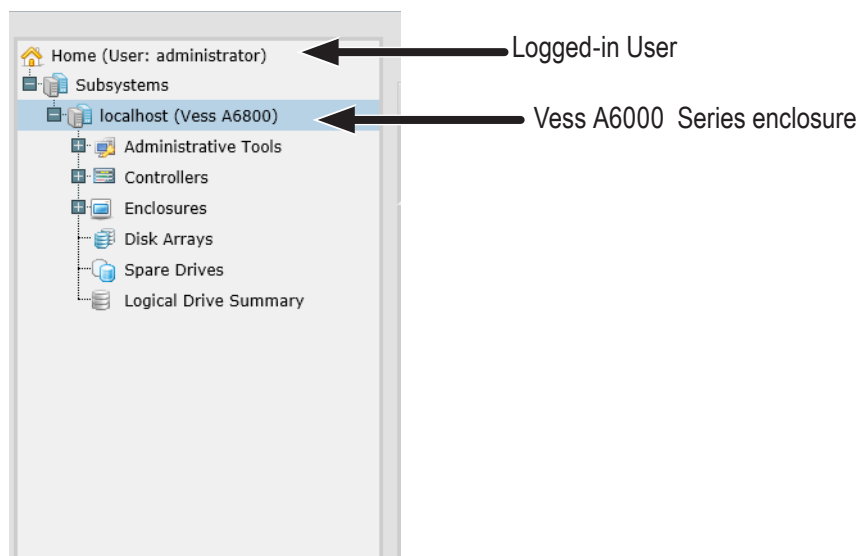 Home (User: administrator)
Logged-in User
Subsystems
localhost (Vess A6800)
Vess A6000 Series enclosure
Administrative Tools
Controllers
Enclosures
Disk Arrays
Spare Drives
Logical Drive Summary